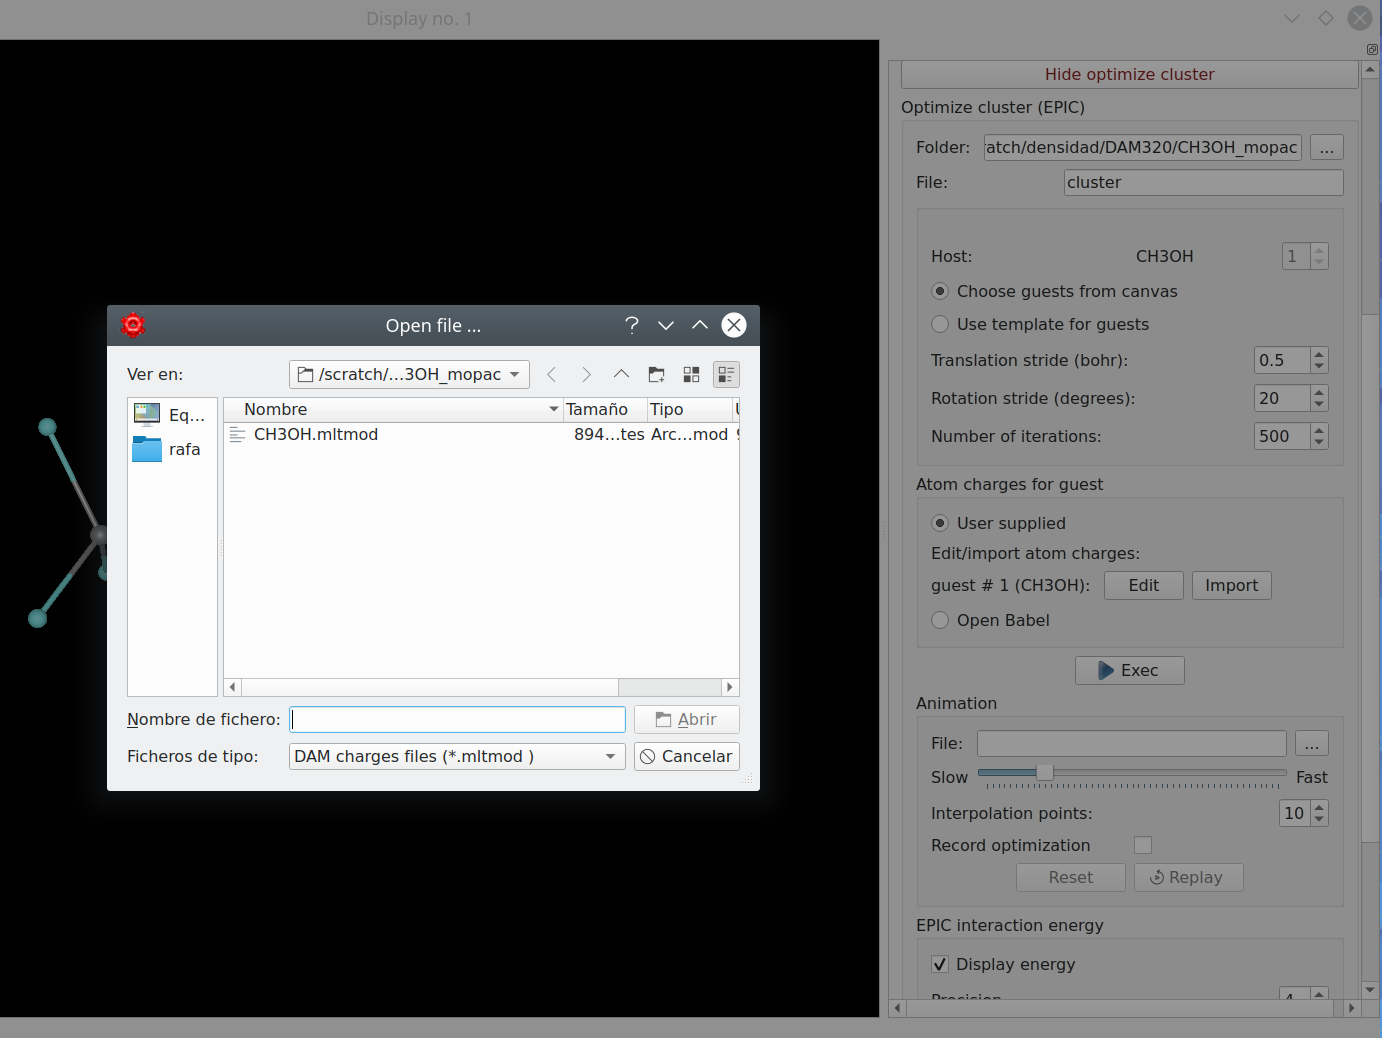 Display no. 1
Hide optimize cluster
Optimize cluster (EPIC)
Folder: ratch/densidad/DAM320/CH3OH_mopac ...
File: cluster
Host: CH3OH 1
Choose guests from canvas
Use template for guests
Translation stride (bohr): 0.5
Rotation stride (degrees): 20
Number of iterations: 500
Atom charges for guest
User supplied
Edit/import atom charges:
guest # 1 (CH3OH): Edit Import
Open Babel
Exec
Animation
File: ...
Slow Fast
Interpolation points: 10
Record optimization
Reset Replay
EPIC interaction energy
Display energy
Precision 4
Open file ...
Ver en: /scratch/...3OH_mopac
Nombre Tamaño Tipo
Eq... CH3OH.mltmod 894...tes Arc...mod
rafa
Nombre de fichero: Abrir
Ficheros de tipo: DAM charges files (*.mltmod ) Cancelar